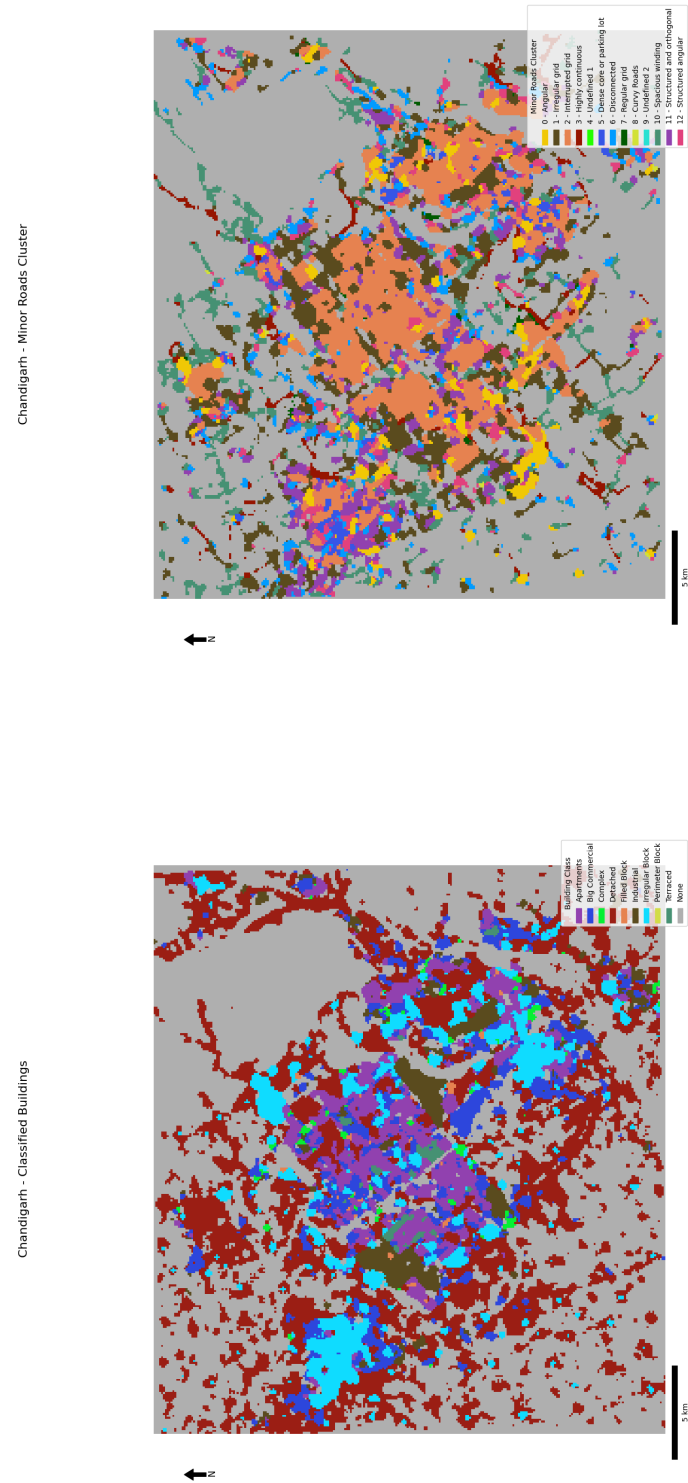 Chandigarh - Minor Roads Cluster
Minor Roads Cluster
0 - Angular
1 - Irregular grid
2 - Interrupted grid
3 - Highly continuous
4 - Undefined 1
5 - Dense core or parking lot
6 - Disconnected
7 - Regular grid
8 - Curvy Roads
9 - Undefined 2
10 - Spacious winding
11 - Structured and orthogonal
12 - Structured angular
5 km
N
Chandigarh - Classified Buildings
Building Class
Apartments
Big Commercial
Complex
Detached
Filled Block
Industrial
Irregular Block
Perimeter Block
Terraced
None
5 km
N